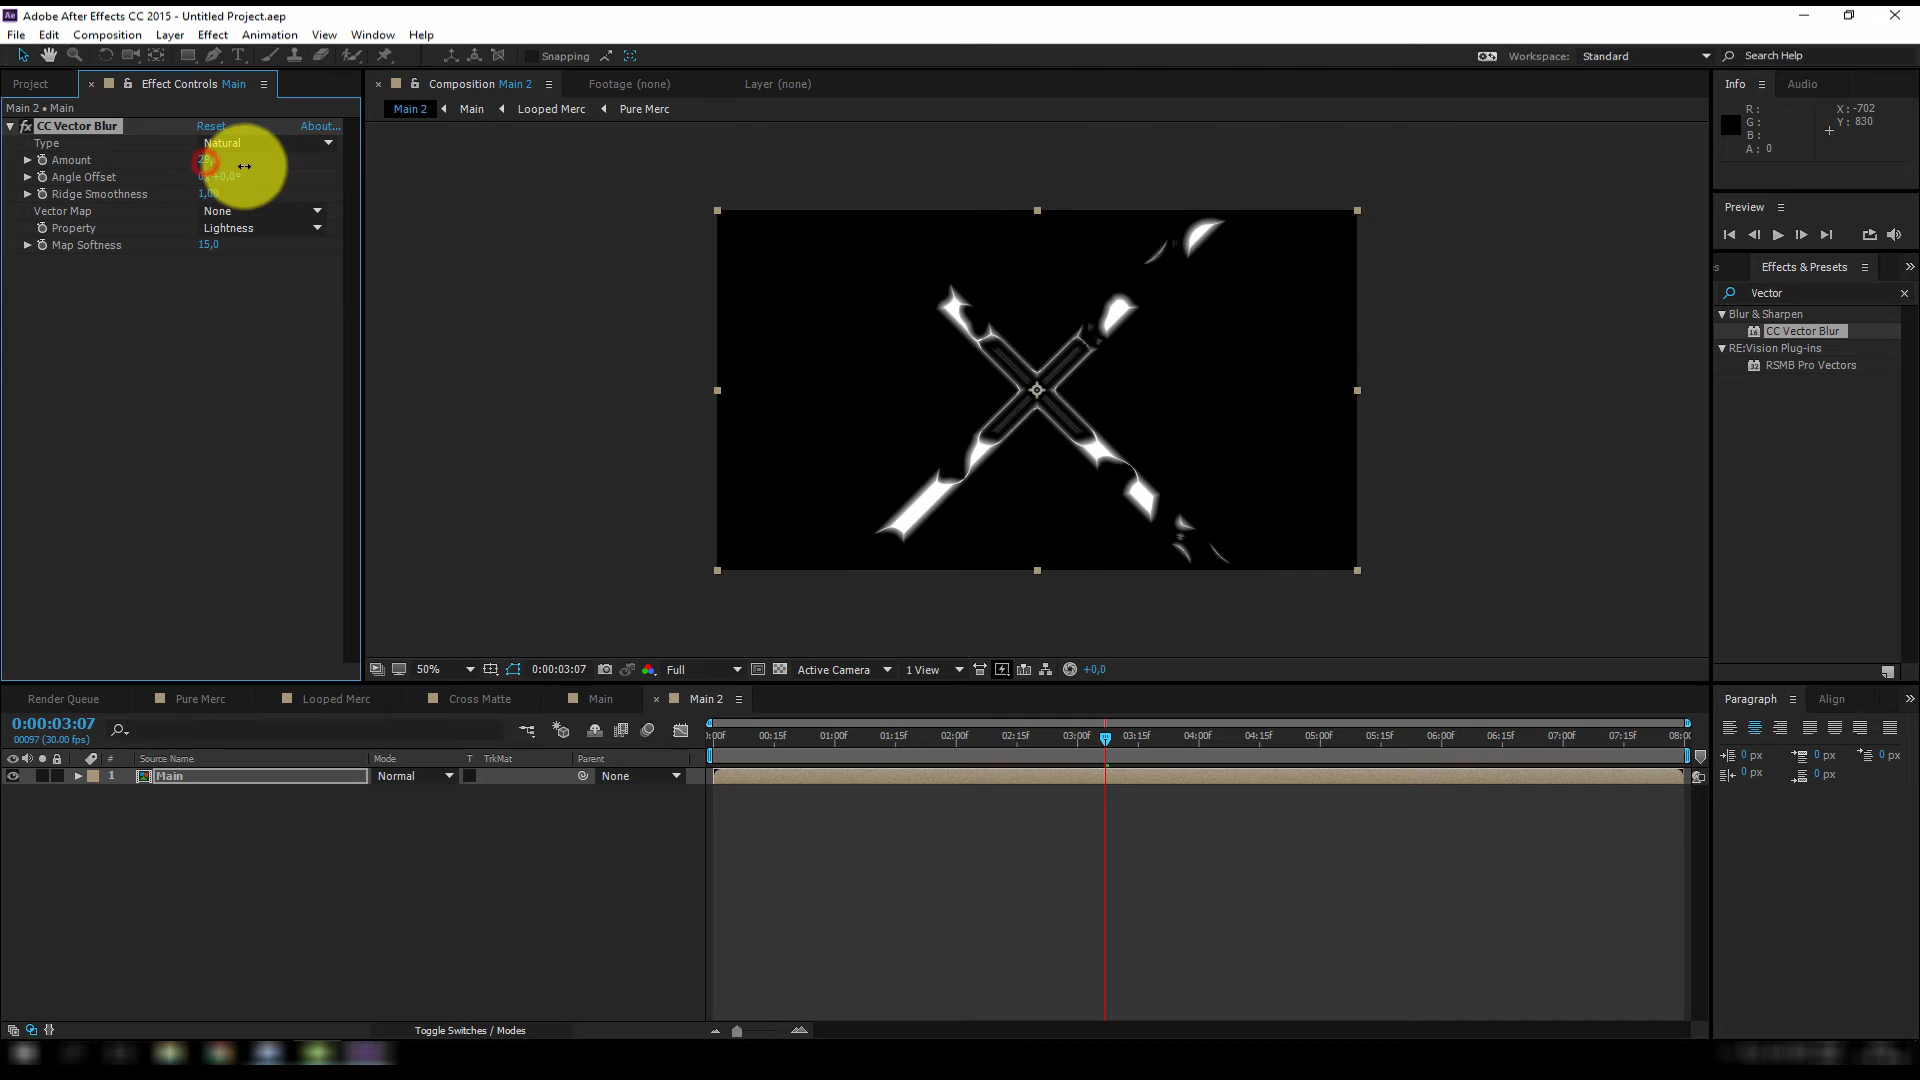 Adobe After Effects CC 2015 - Untitled Project.aep
File Edit Composition Layer Effect Animation View Window Help
Snapping
Workspace: Standard
Search Help
Project
Effect Controls Main
Main 2 • Main
fx CC Vector Blur Reset About...
Type Natural
Amount
Angle Offset 0x +0,0°
Ridge Smoothness 1,00
Vector Map None
Property Lightness
Map Softness 15,0
Composition Main 2
Footage (none)
Layer (none)
Main 2 Main Looped Merc Pure Merc
50% 0:00:03:07 Full Active Camera 1 View +0,0
Info Audio
R: X: -702
G: Y: 830
B:
A: 0
Preview
Effects & Presets
Vector
Blur & Sharpen
CC Vector Blur
RE:Vision Plug-ins
RSMB Pro Vectors
Render Queue Pure Merc Looped Merc Cross Matte Main Main 2
0:00:03:07
00097 (30.00 fps)
# Source Name Mode T TrkMat Parent
1 Main Normal None
:00f 00:15f 01:00f 01:15f 02:00f 02:15f 03:00f 03:15f 04:00f 04:15f 05:00f 05:15f 06:00f 06:15f 07:00f 07:15f 08:00
Toggle Switches / Modes
Paragraph Align
0 px 0 px 0 px
0 px 0 px